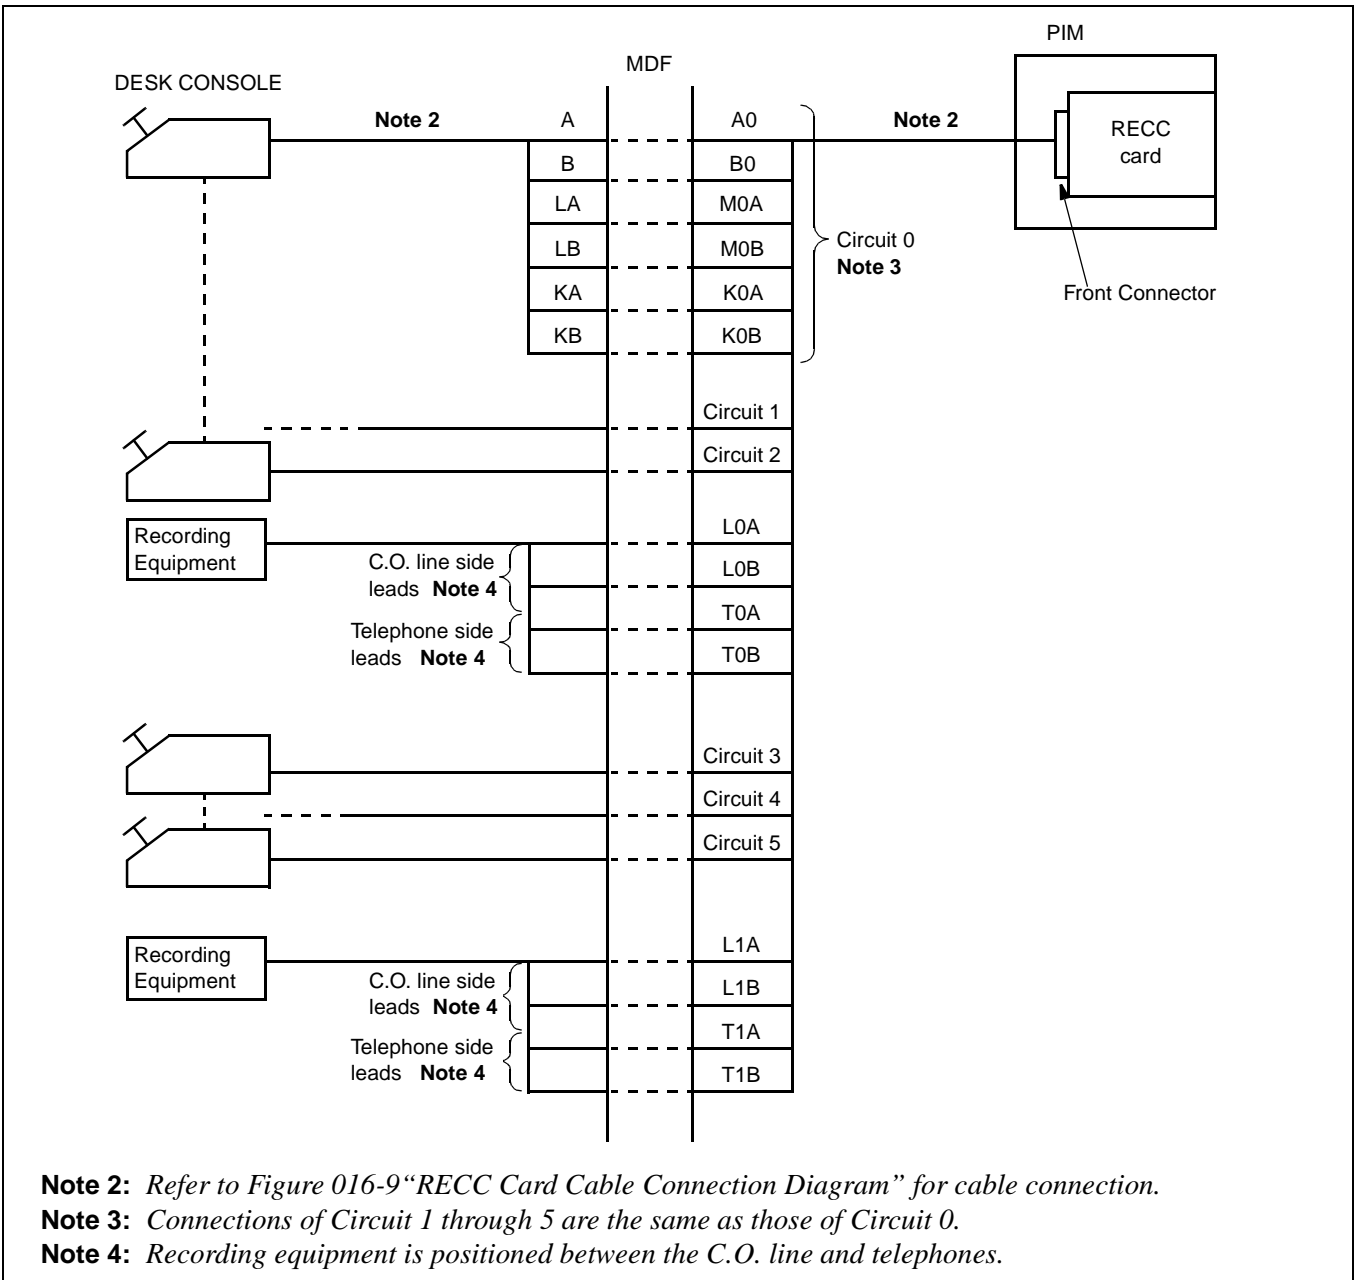 PIM
MDF
DESK CONSOLE
Note 2
A
A0
Note 2
RECC
card
B
B0
LA
M0A
LB
M0B
Circuit 0
Note 3
KA
K0A
Front Connector
KB
K0B
Circuit 1
Circuit 2
Recording
Equipment
L0A
C.O. line side
leads Note 4
L0B
T0A
Telephone side
leads Note 4
T0B
Circuit 3
Circuit 4
Circuit 5
Recording
Equipment
L1A
C.O. line side
leads Note 4
L1B
T1A
Telephone side
leads Note 4
T1B
Note 2: Refer to Figure 016-9“RECC Card Cable Connection Diagram” for cable connection.
Note 3: Connections of Circuit 1 through 5 are the same as those of Circuit 0.
Note 4: Recording equipment is positioned between the C.O. line and telephones.